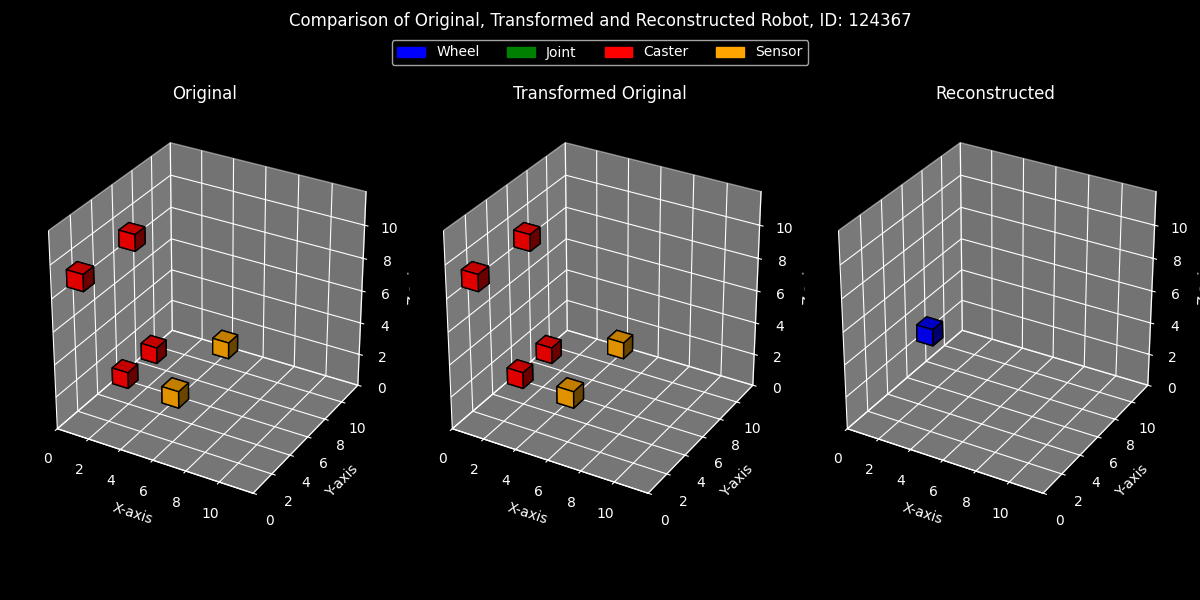 Comparison of Original, Transformed and Reconstructed Robot, ID: 124367
Wheel Joint Caster Sensor
Original Transformed Original Reconstructed
10 10 10
8 8 8
6 6 6
4 4 4
2 2 2
0 0 0
0 2 4 6 8 10 0 2 4 6 8 10 0 2 4 6 8 10
0 2 4 6 8 10 0 2 4 6 8 10 0 2 4 6 8 10
X-axis Y-axis X-axis Y-axis X-axis Y-axis